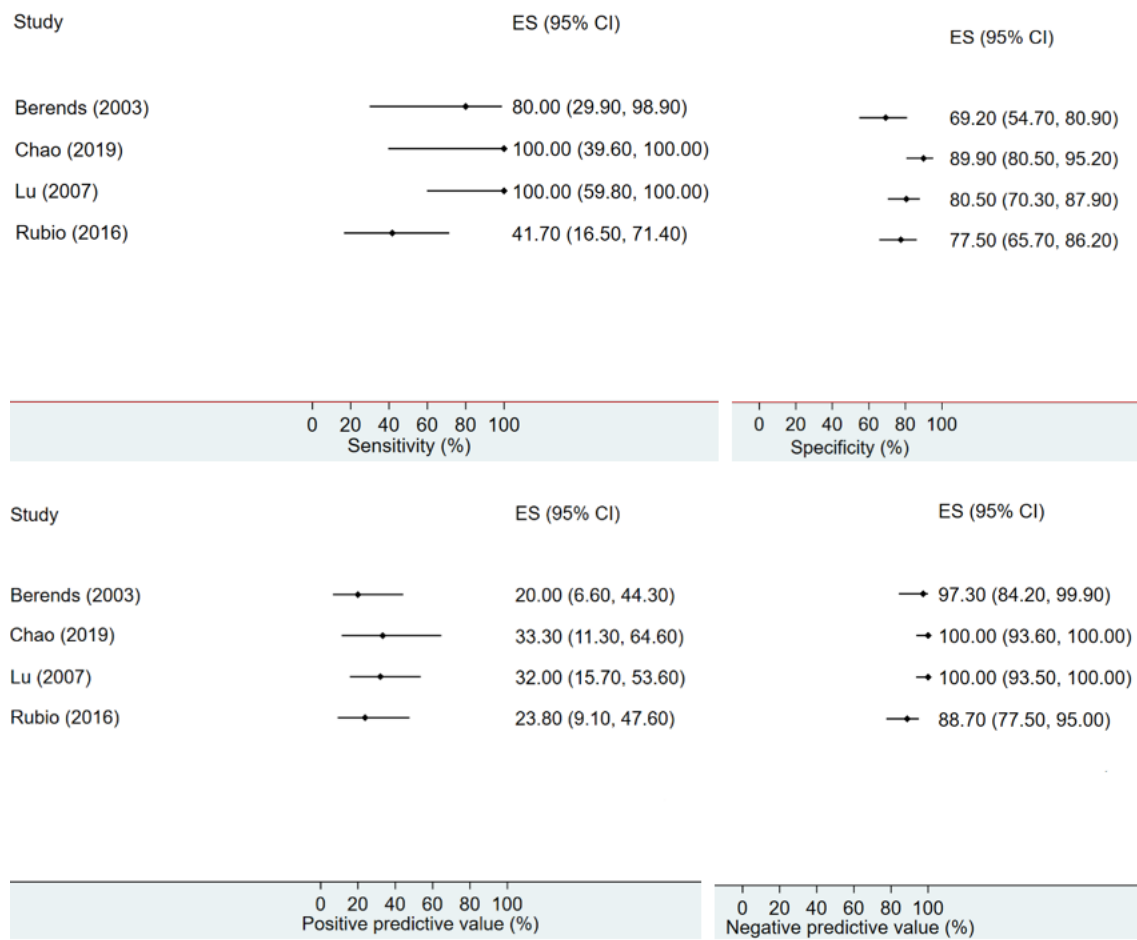 Study ES (95% CI) ES (95% CI)
Berends (2003) 80.00 (29.90, 98.90) 69.20 (54.70, 80.90)
Chao (2019) 100.00 (39.60, 100.00) 89.90 (80.50, 95.20)
Lu (2007) 100.00 (59.80, 100.00) 80.50 (70.30, 87.90)
Rubio (2016) 41.70 (16.50, 71.40) 77.50 (65.70, 86.20)
0 20 40 60 80 100 0 20 40 60 80 100
Sensitivity (%) Specificity (%)
Study ES (95% CI) ES (95% CI)
Berends (2003) 20.00 (6.60, 44.30) 97.30 (84.20, 99.90)
Chao (2019) 33.30 (11.30, 64.60) 100.00 (93.60, 100.00)
Lu (2007) 32.00 (15.70, 53.60) 100.00 (93.50, 100.00)
Rubio (2016) 23.80 (9.10, 47.60) 88.70 (77.50, 95.00)
0 20 40 60 80 100 0 20 40 60 80 100
Positive predictive value (%) Negative predictive value (%)